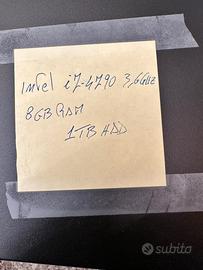 Intel i7-4790 3,6GHz
8GB RAM
1TB HDD
subito